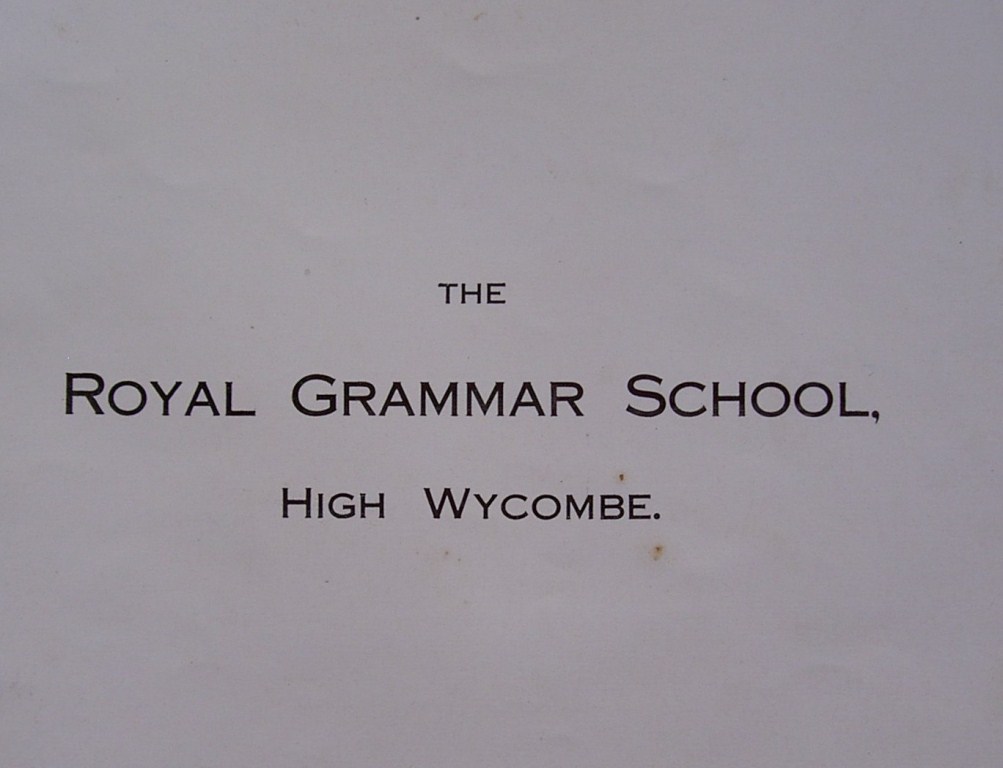 THE
ROYAL GRAMMAR SCHOOL,
HIGH WYCOMBE.